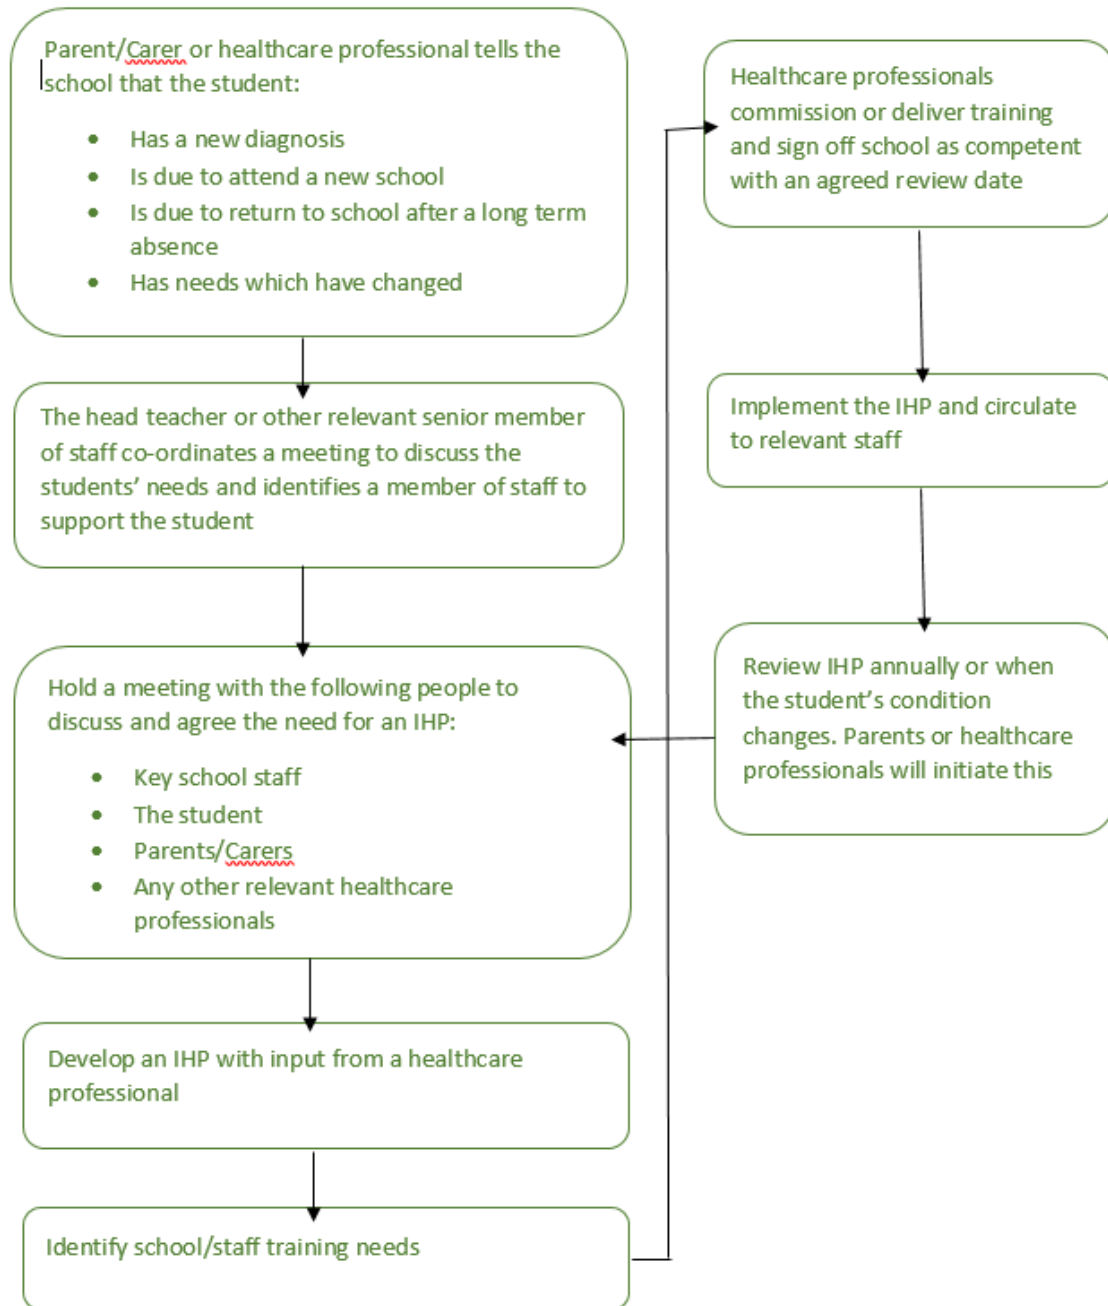 Parent/Carer or healthcare professional tells the
school that the student:
• Has a new diagnosis
• Is due to attend a new school
• Is due to return to school after a long term
absence
• Has needs which have changed
The head teacher or other relevant senior member
of staff co-ordinates a meeting to discuss the
students’ needs and identifies a member of staff to
support the student
Hold a meeting with the following people to
discuss and agree the need for an IHP:
• Key school staff
• The student
• Parents/Carers
• Any other relevant healthcare
professionals
Develop an IHP with input from a healthcare
professional
Identify school/staff training needs
Healthcare professionals
commission or deliver training
and sign off school as competent
with an agreed review date
Implement the IHP and circulate
to relevant staff
Review IHP annually or when
the student’s condition
changes. Parents or healthcare
professionals will initiate this